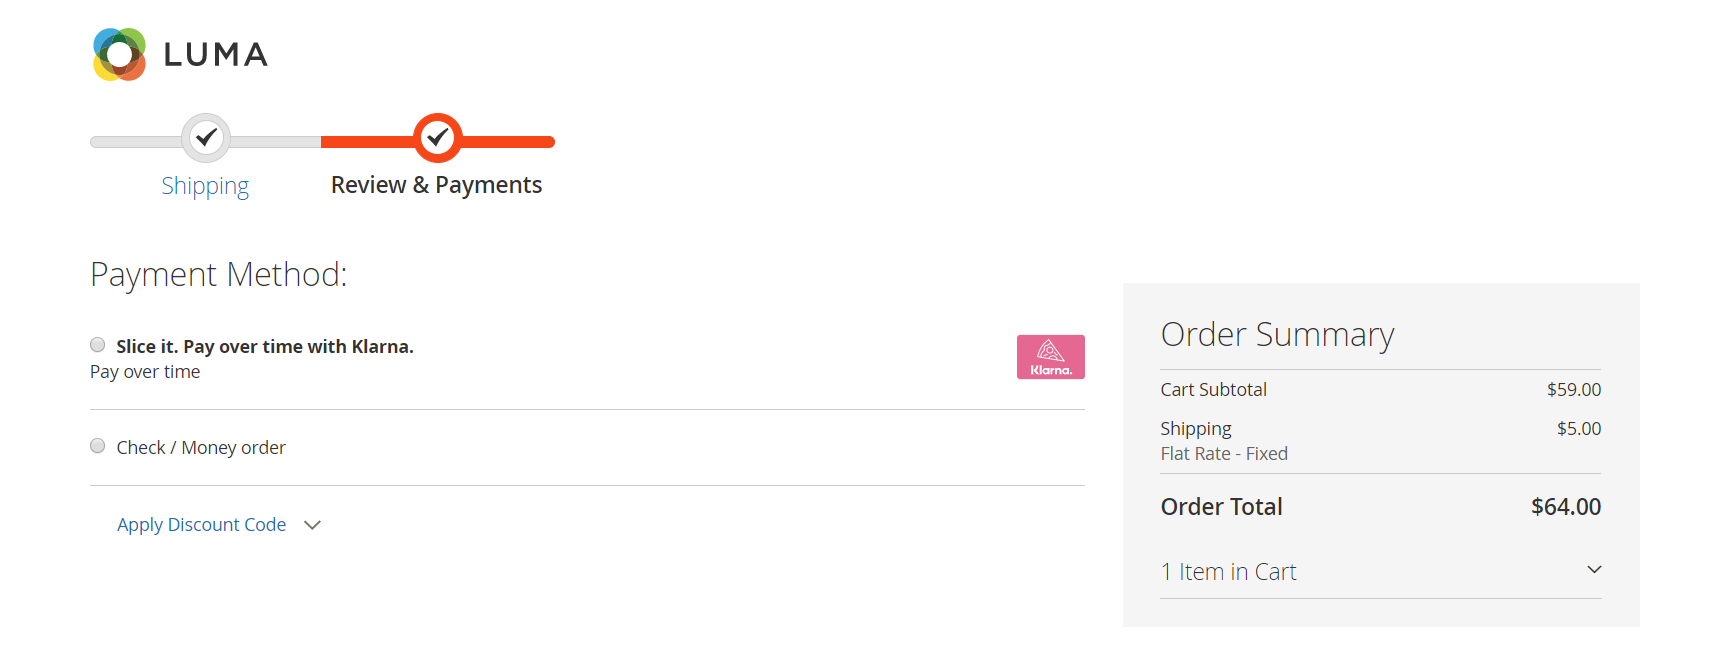 LUMA
Shipping
Review & Payments
Payment Method:
Slice it. Pay over time with Klarna.
Pay over time
Klarna.
Check / Money order
Apply Discount Code
Order Summary
Cart Subtotal $59.00
Shipping $5.00
Flat Rate - Fixed
Order Total $64.00
1 Item in Cart